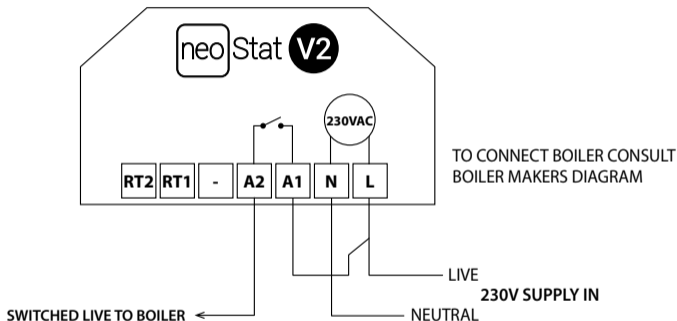 neo Stat V2
230VAC
RT2 RT1 - A2 A1 N L
TO CONNECT BOILER CONSULT
BOILER MAKERS DIAGRAM
LIVE
230V SUPPLY IN
SWITCHED LIVE TO BOILER
NEUTRAL